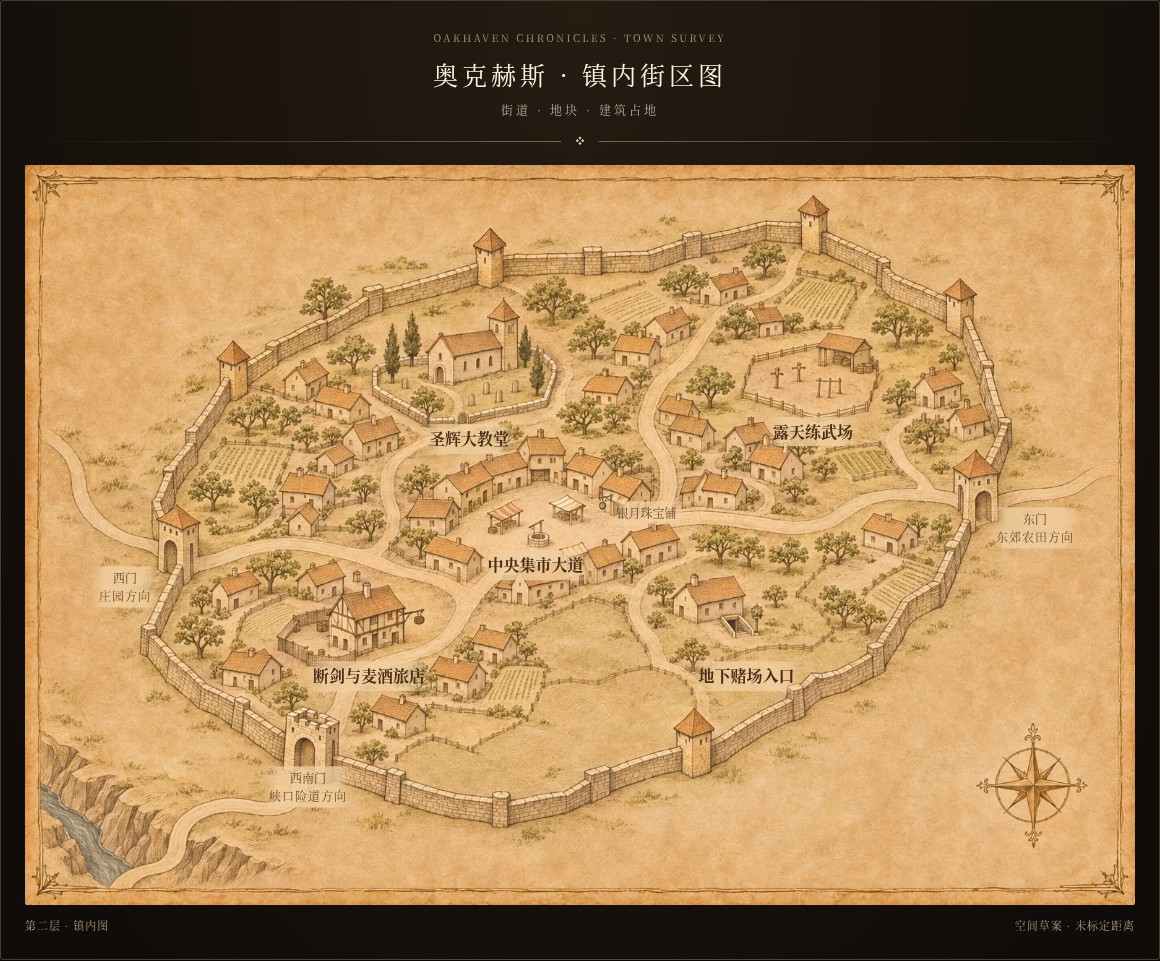 OAKHAVEN CHRONICLES · TOWN SURVEY
奥克赫斯 · 镇内街区图
街道 · 地块 · 建筑占地
圣辉大教堂
露天练武场
银月珠宝铺
东门
东郊农田方向
中央集市大道
西门
庄园方向
断剑与麦酒旅店
地下赌场入口
西南门
峡口险道方向
第二层 · 镇内图
空间草案 · 未标定距离